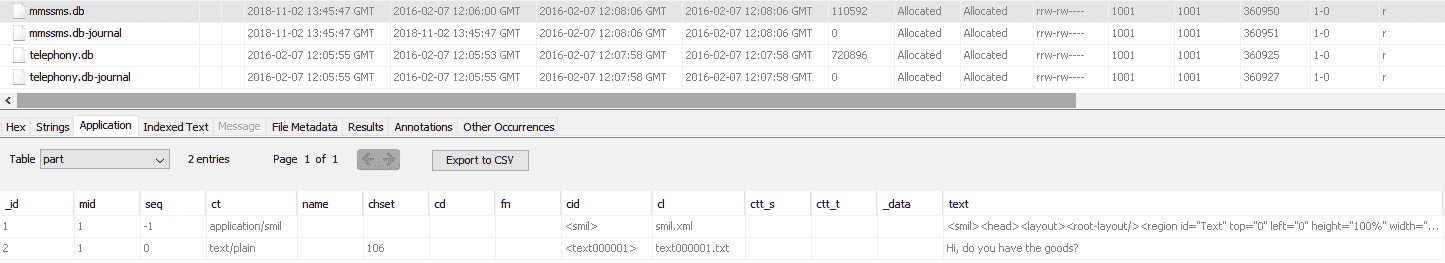 mmssms.db 2018-11-02 13:45:47 GMT 2016-02-07 12:06:00 GMT 2016-02-07 12:08:06 GMT 2016-02-07 12:08:06 GMT 110592 Allocated Allocated rrw-rw---- 1001 1001 360950 1-0 r
mmssms.db-journal 2018-11-02 13:45:47 GMT 2018-11-02 13:45:47 GMT 2016-02-07 12:08:06 GMT 2016-02-07 12:08:06 GMT 0 Allocated Allocated rrw-rw---- 1001 1001 360951 1-0 r
telephony.db 2016-02-07 12:05:55 GMT 2016-02-07 12:05:53 GMT 2016-02-07 12:07:58 GMT 2016-02-07 12:07:58 GMT 720896 Allocated Allocated rrw-rw---- 1001 1001 360925 1-0 r
telephony.db-journal 2016-02-07 12:05:55 GMT 2016-02-07 12:05:55 GMT 2016-02-07 12:07:58 GMT 2016-02-07 12:07:58 GMT 0 Allocated Allocated rrw-rw---- 1001 1001 360927 1-0 r
Hex Strings Application Indexed Text Message File Metadata Results Annotations Other Occurrences
Table part 2 entries Page 1 of 1 Export to CSV
_id mid seq ct name chset cd fn cid cl ctt_s ctt_t _data text
1 1 -1 application/smil <smil> smil.xml <smil><head><layout><root-layout/><region id="Text" top="0" left="0" height="100%" width="...
2 1 0 text/plain 106 <text000001> text000001.txt Hi, do you have the goods?